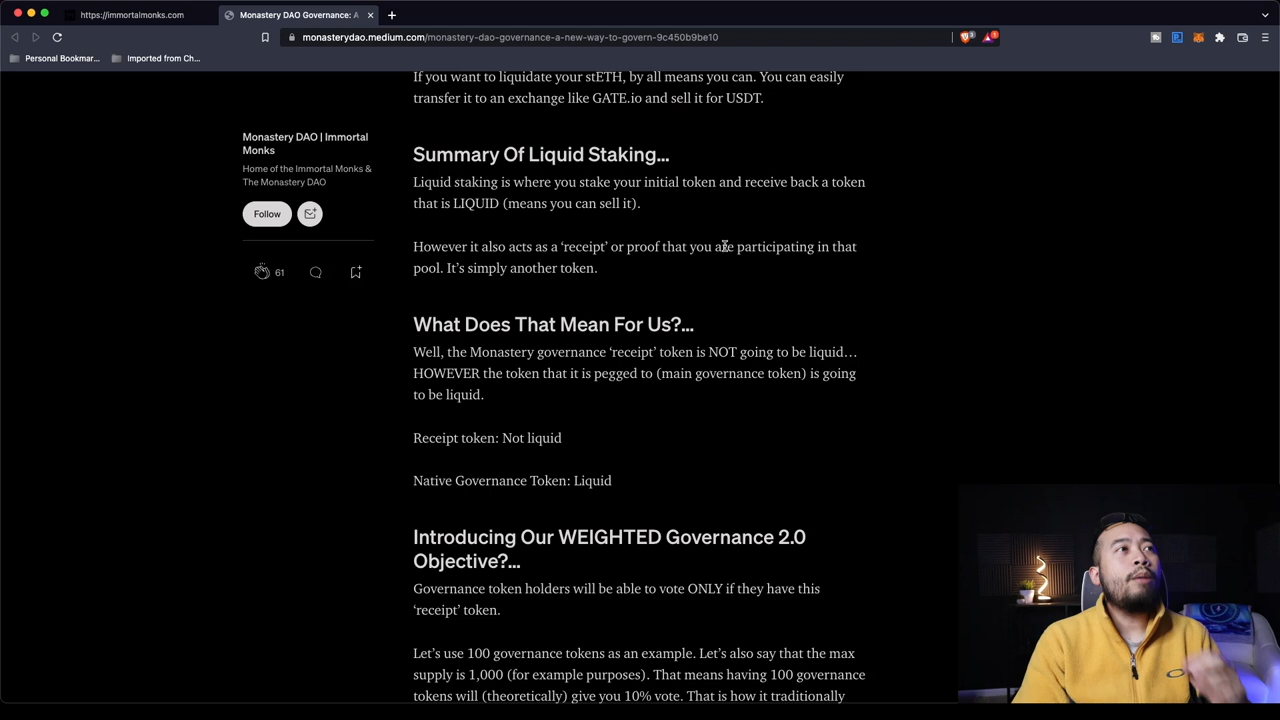 https://immortalmonks.com
Monastery DAO Governance: A
monasterydao.medium.com/monastery-dao-governance-a-new-way-to-govern-9c450b9be10
3
1
Personal Bookmar...
Imported from Ch...
If you want to liquidate your stETH, by all means you can. You can easily
transfer it to an exchange like GATE.io and sell it for USDT.
Monastery DAO | Immortal
Monks
Home of the Immortal Monks &
The Monastery DAO
Follow
61
Summary Of Liquid Staking…
Liquid staking is where you stake your initial token and receive back a token
that is LIQUID (means you can sell it).
However it also acts as a ‘receipt’ or proof that you are participating in that
pool. It’s simply another token.
What Does That Mean For Us?…
Well, the Monastery governance ‘receipt’ token is NOT going to be liquid…
HOWEVER the token that it is pegged to (main governance token) is going
to be liquid.
Receipt token: Not liquid
Native Governance Token: Liquid
Introducing Our WEIGHTED Governance 2.0
Objective?…
Governance token holders will be able to vote ONLY if they have this
‘receipt’ token.
Let’s use 100 governance tokens as an example. Let’s also say that the max
supply is 1,000 (for example purposes). That means having 100 governance
tokens will (theoretically) give you 10% vote. That is how it traditionally